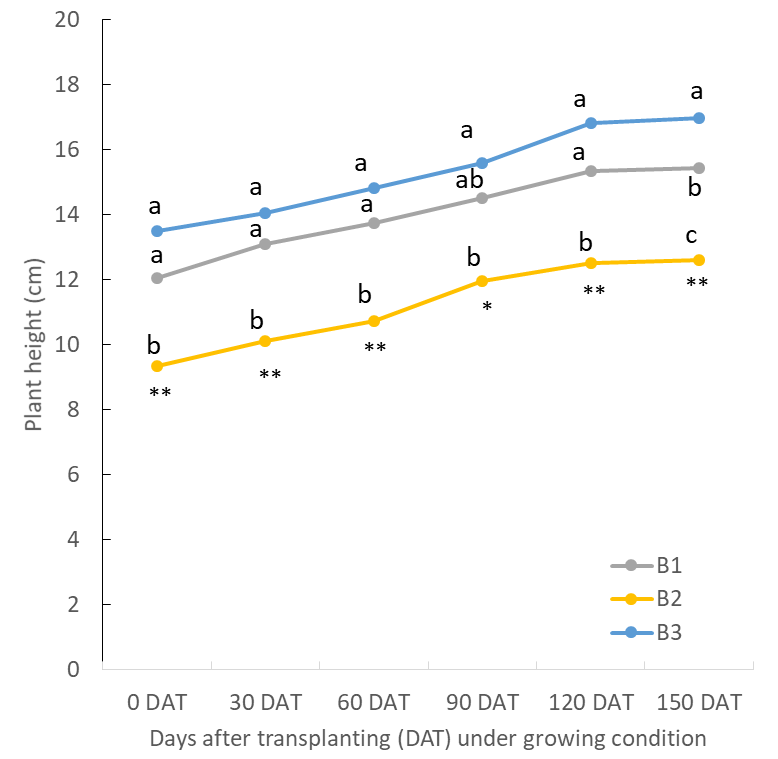 20
18
16
14
12
10
8
6
4
2
0
Plant height (cm)
a a a a a a
a a a ab a b
b b b b b c
** ** ** * ** **
B1
B2
B3
0 DAT 30 DAT 60 DAT 90 DAT 120 DAT 150 DAT
Days after transplanting (DAT) under growing condition